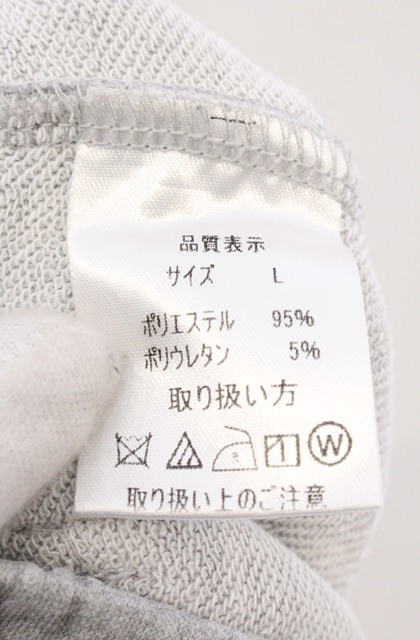 品質表示
サイズ L
ポリエステル 95%
ポリウレタン 5%
取り扱い方
W
取り扱い上のご注意